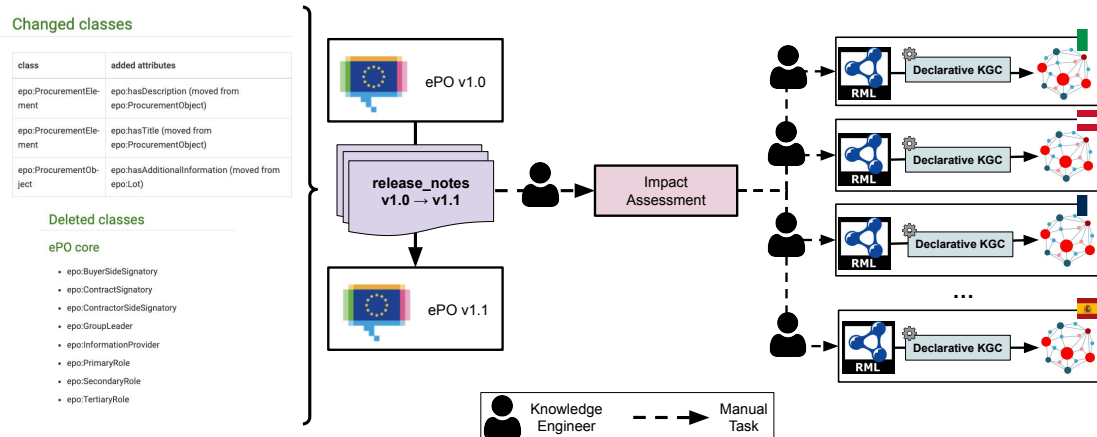 Changed classes
class
added attributes
epo:ProcurementEle-
ment
epo:hasDescription (moved from
epo:ProcurementObject)
epo:ProcurementEle-
ment
epo:hasTitle (moved from
epo:ProcurementObject)
epo:ProcurementOb-
ject
epo:hasAdditionalInformation (moved from
epo:Lot)
Deleted classes
ePO core
epo:BuyerSideSignatory
epo:ContractSignatory
epo:ContractorSideSignatory
epo:GroupLeader
epo:InformationProvider
epo:PrimaryRole
epo:SecondaryRole
epo:TertiaryRole
ePO v1.0
release_notes
v1.0 → v1.1
ePO v1.1
Impact
Assessment
RML
Declarative KGC
RML
Declarative KGC
RML
Declarative KGC
...
RML
Declarative KGC
Knowledge
Engineer
Manual
Task